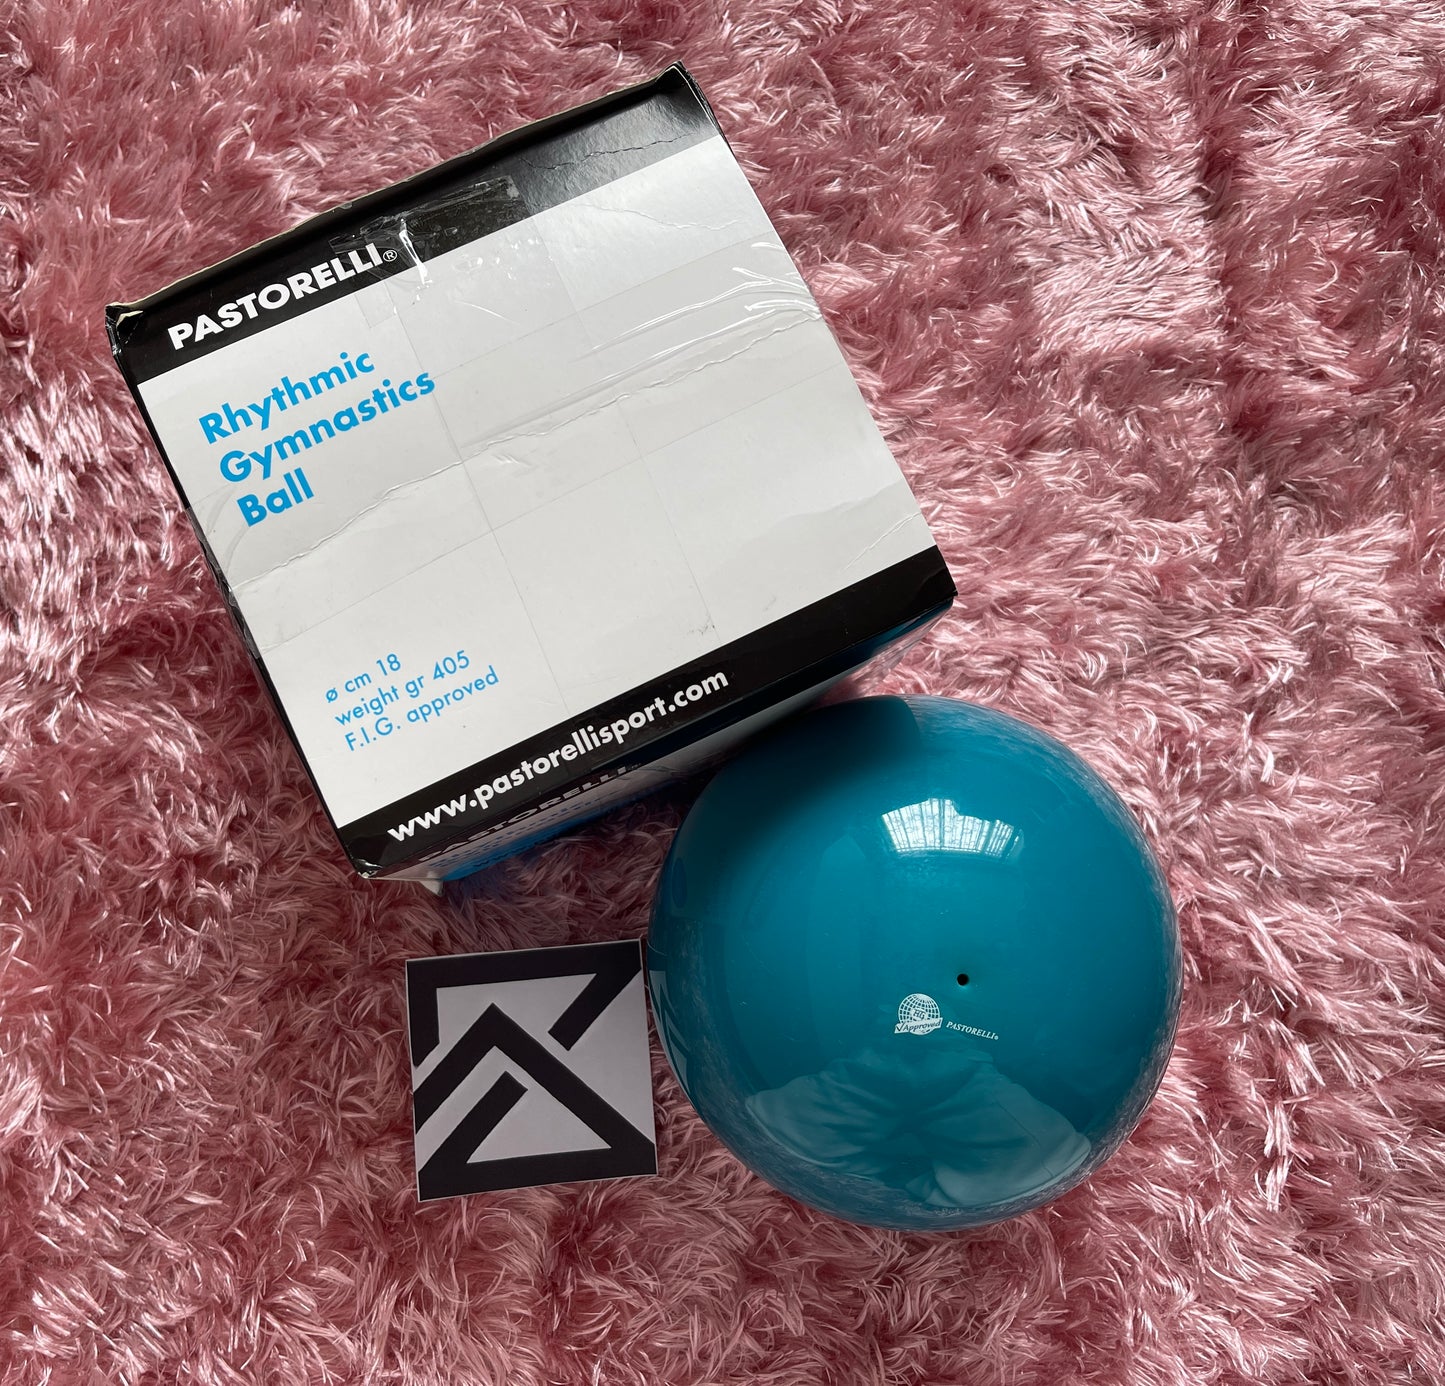 PASTORELLI®
Rhythmic
Gymnastics
Ball
ø cm 18
weight gr 405
F.I.G. approved
www.pastorellisport.com
PASTORELLI
Approved
PASTORELLI®